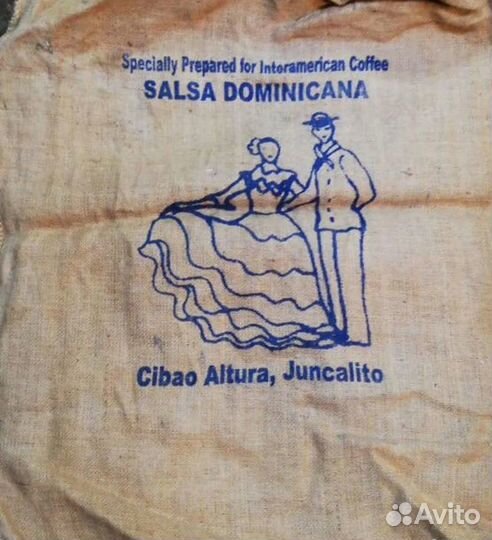 Specially Prepared for Interamerican Coffee
SALSA DOMINICANA
Cibao Altura, Juncalito
Avito